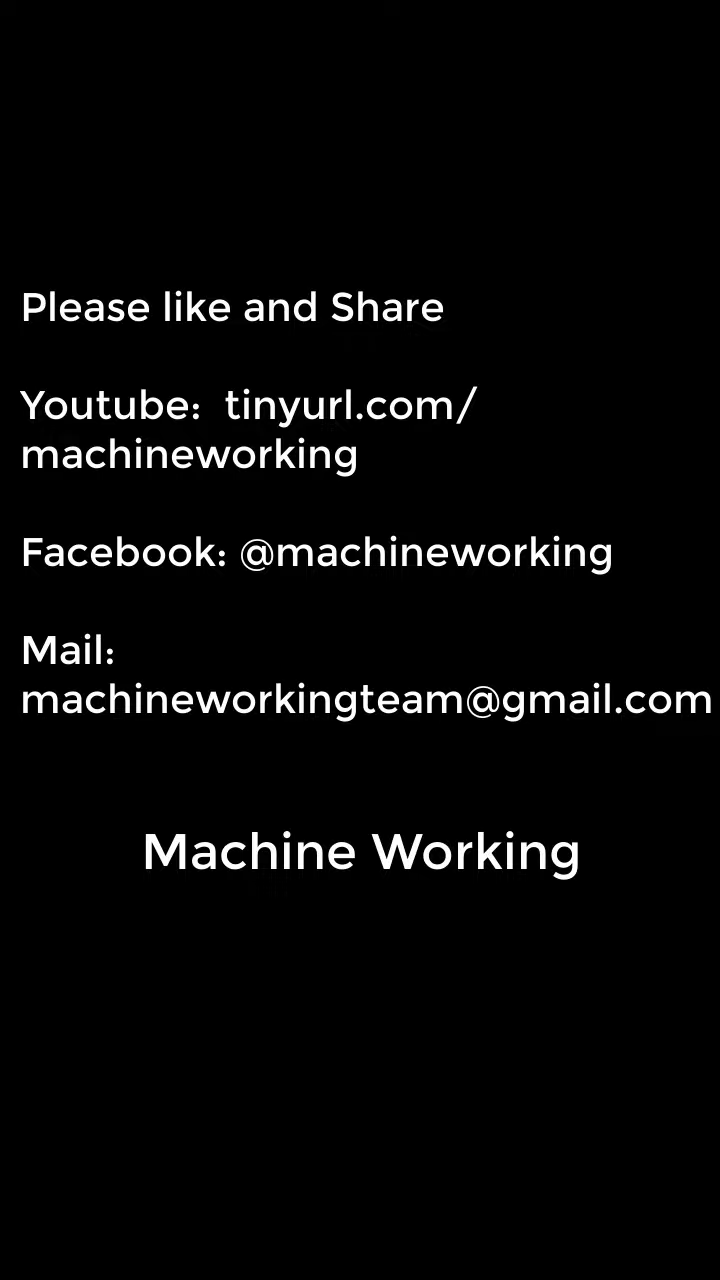 Please like and Share
Youtube:  tinyurl.com/
machineworking
Facebook: @machineworking
Mail:
machineworkingteam@gmail.com
Machine Working